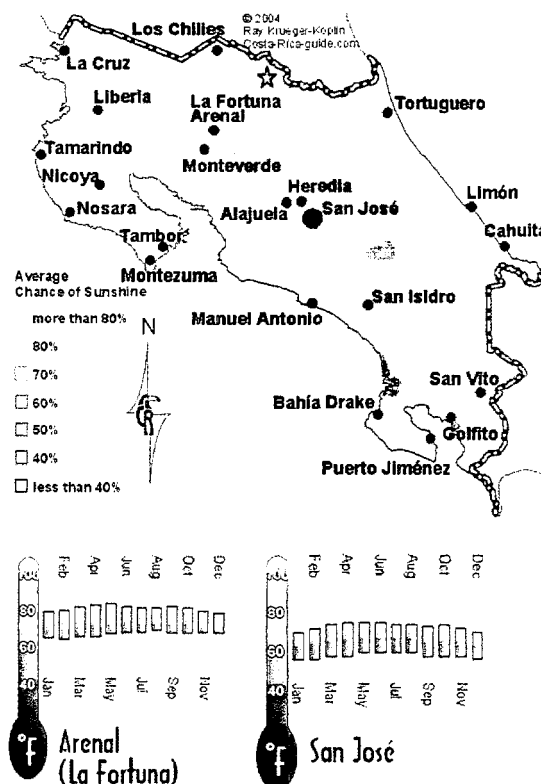 © 2004
Ray Krueger-Koplin
Costa-Rica-guide.com
Los Chilies
La Cruz
Liberia
La Fortuna
Arenal
Tortuguero
Tamarindo
Monteverde
Nicoya
Heredia
Limón
Nosara
Alajuela
San José
Cahuita
Tambor
Montezuma
Average
Chance of Sunshine
more than 80%
N
San Isidro
Manuel Antonio
80%
70%
60%
San Vito
50%
Bahía Drake
40%
Golfito
less than 40%
Puerto Jiménez
100
80
60
40
Feb Apr Jun Aug Oct Dec
Jan Mar May Jul Sep Nov
°F
Arenal
(La Fortuna)
100
80
60
40
Feb Apr Jun Aug Oct Dec
Jan Mar May Jul Sep Nov
°F
San José